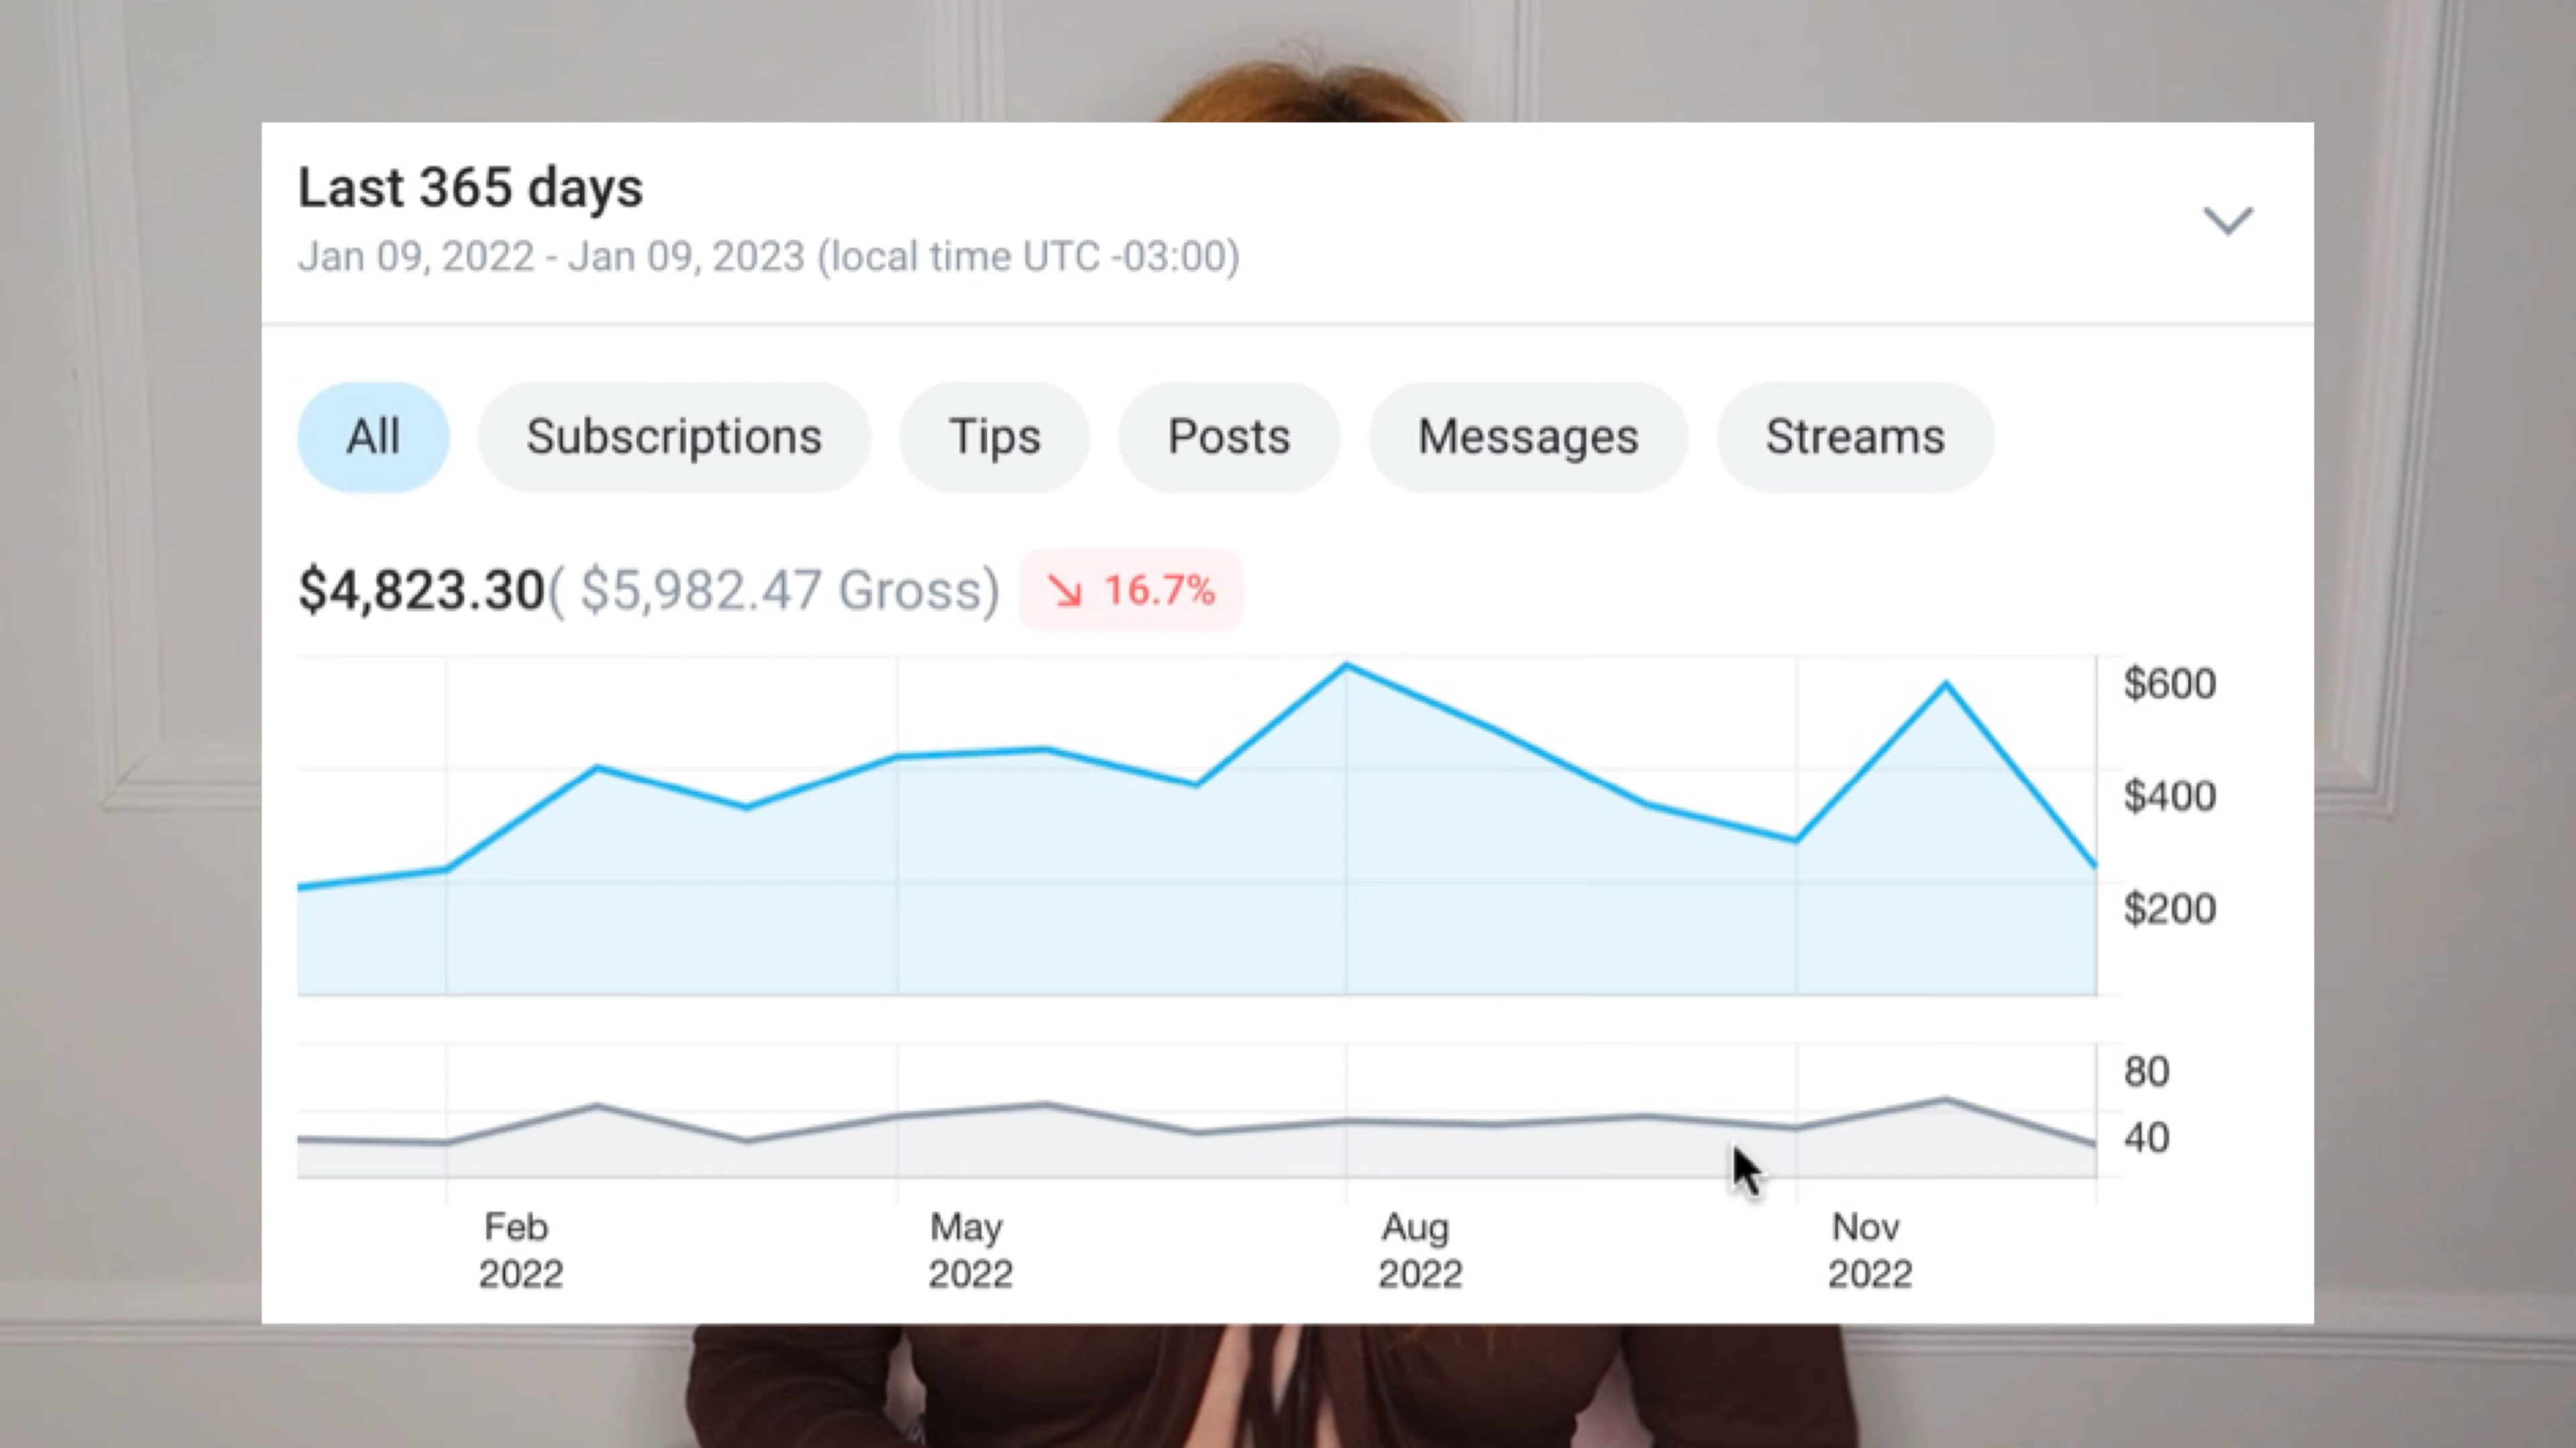 Last 365 days
Jan 09, 2022 - Jan 09, 2023 (local time UTC -03:00)
All Subscriptions Tips Posts Messages Streams
$4,823.30( $5,982.47 Gross) ↘ 16.7%
$600
$400
$200
80
40
Feb 2022
May 2022
Aug 2022
Nov 2022